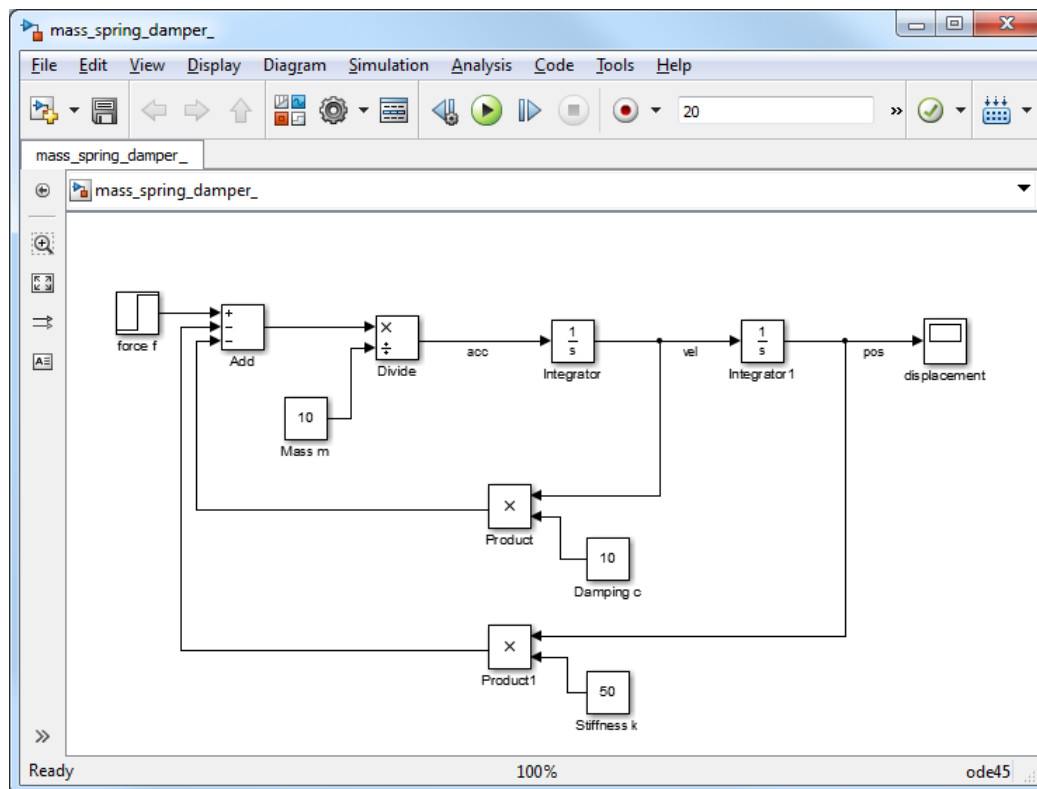 mass_spring_damper_
File Edit View Display Diagram Simulation Analysis Code Tools Help
20
mass_spring_damper_
mass_spring_damper_
force f
+
−
−
Add
×
÷
Divide
acc
1
s
Integrator
vel
1
s
Integrator1
pos
displacement
10
Mass m
×
Product
10
Damping c
×
Product1
50
Stiffness k
Ready 100% ode45